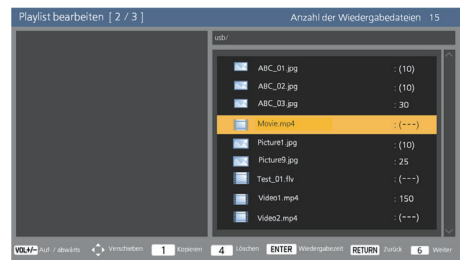 Playlist bearbeiten [ 2 / 3 ] Anzahl der Wiedergabedateien 15
usb/
ABC_01.jpg : (10)
ABC_02.jpg : (10)
ABC_03.jpg : 30
Movie.mp4 : (---)
Picture1.jpg : (10)
Picture9.jpg : 25
Test_01.flv : (---)
Video1.mp4 : 150
Video2.mp4 : (---)
VOL+/- Auf- / abwärts Verschieben 1 Kopieren 4 Löschen ENTER Wiedergabezeit RETURN Zurück 6 Weiter